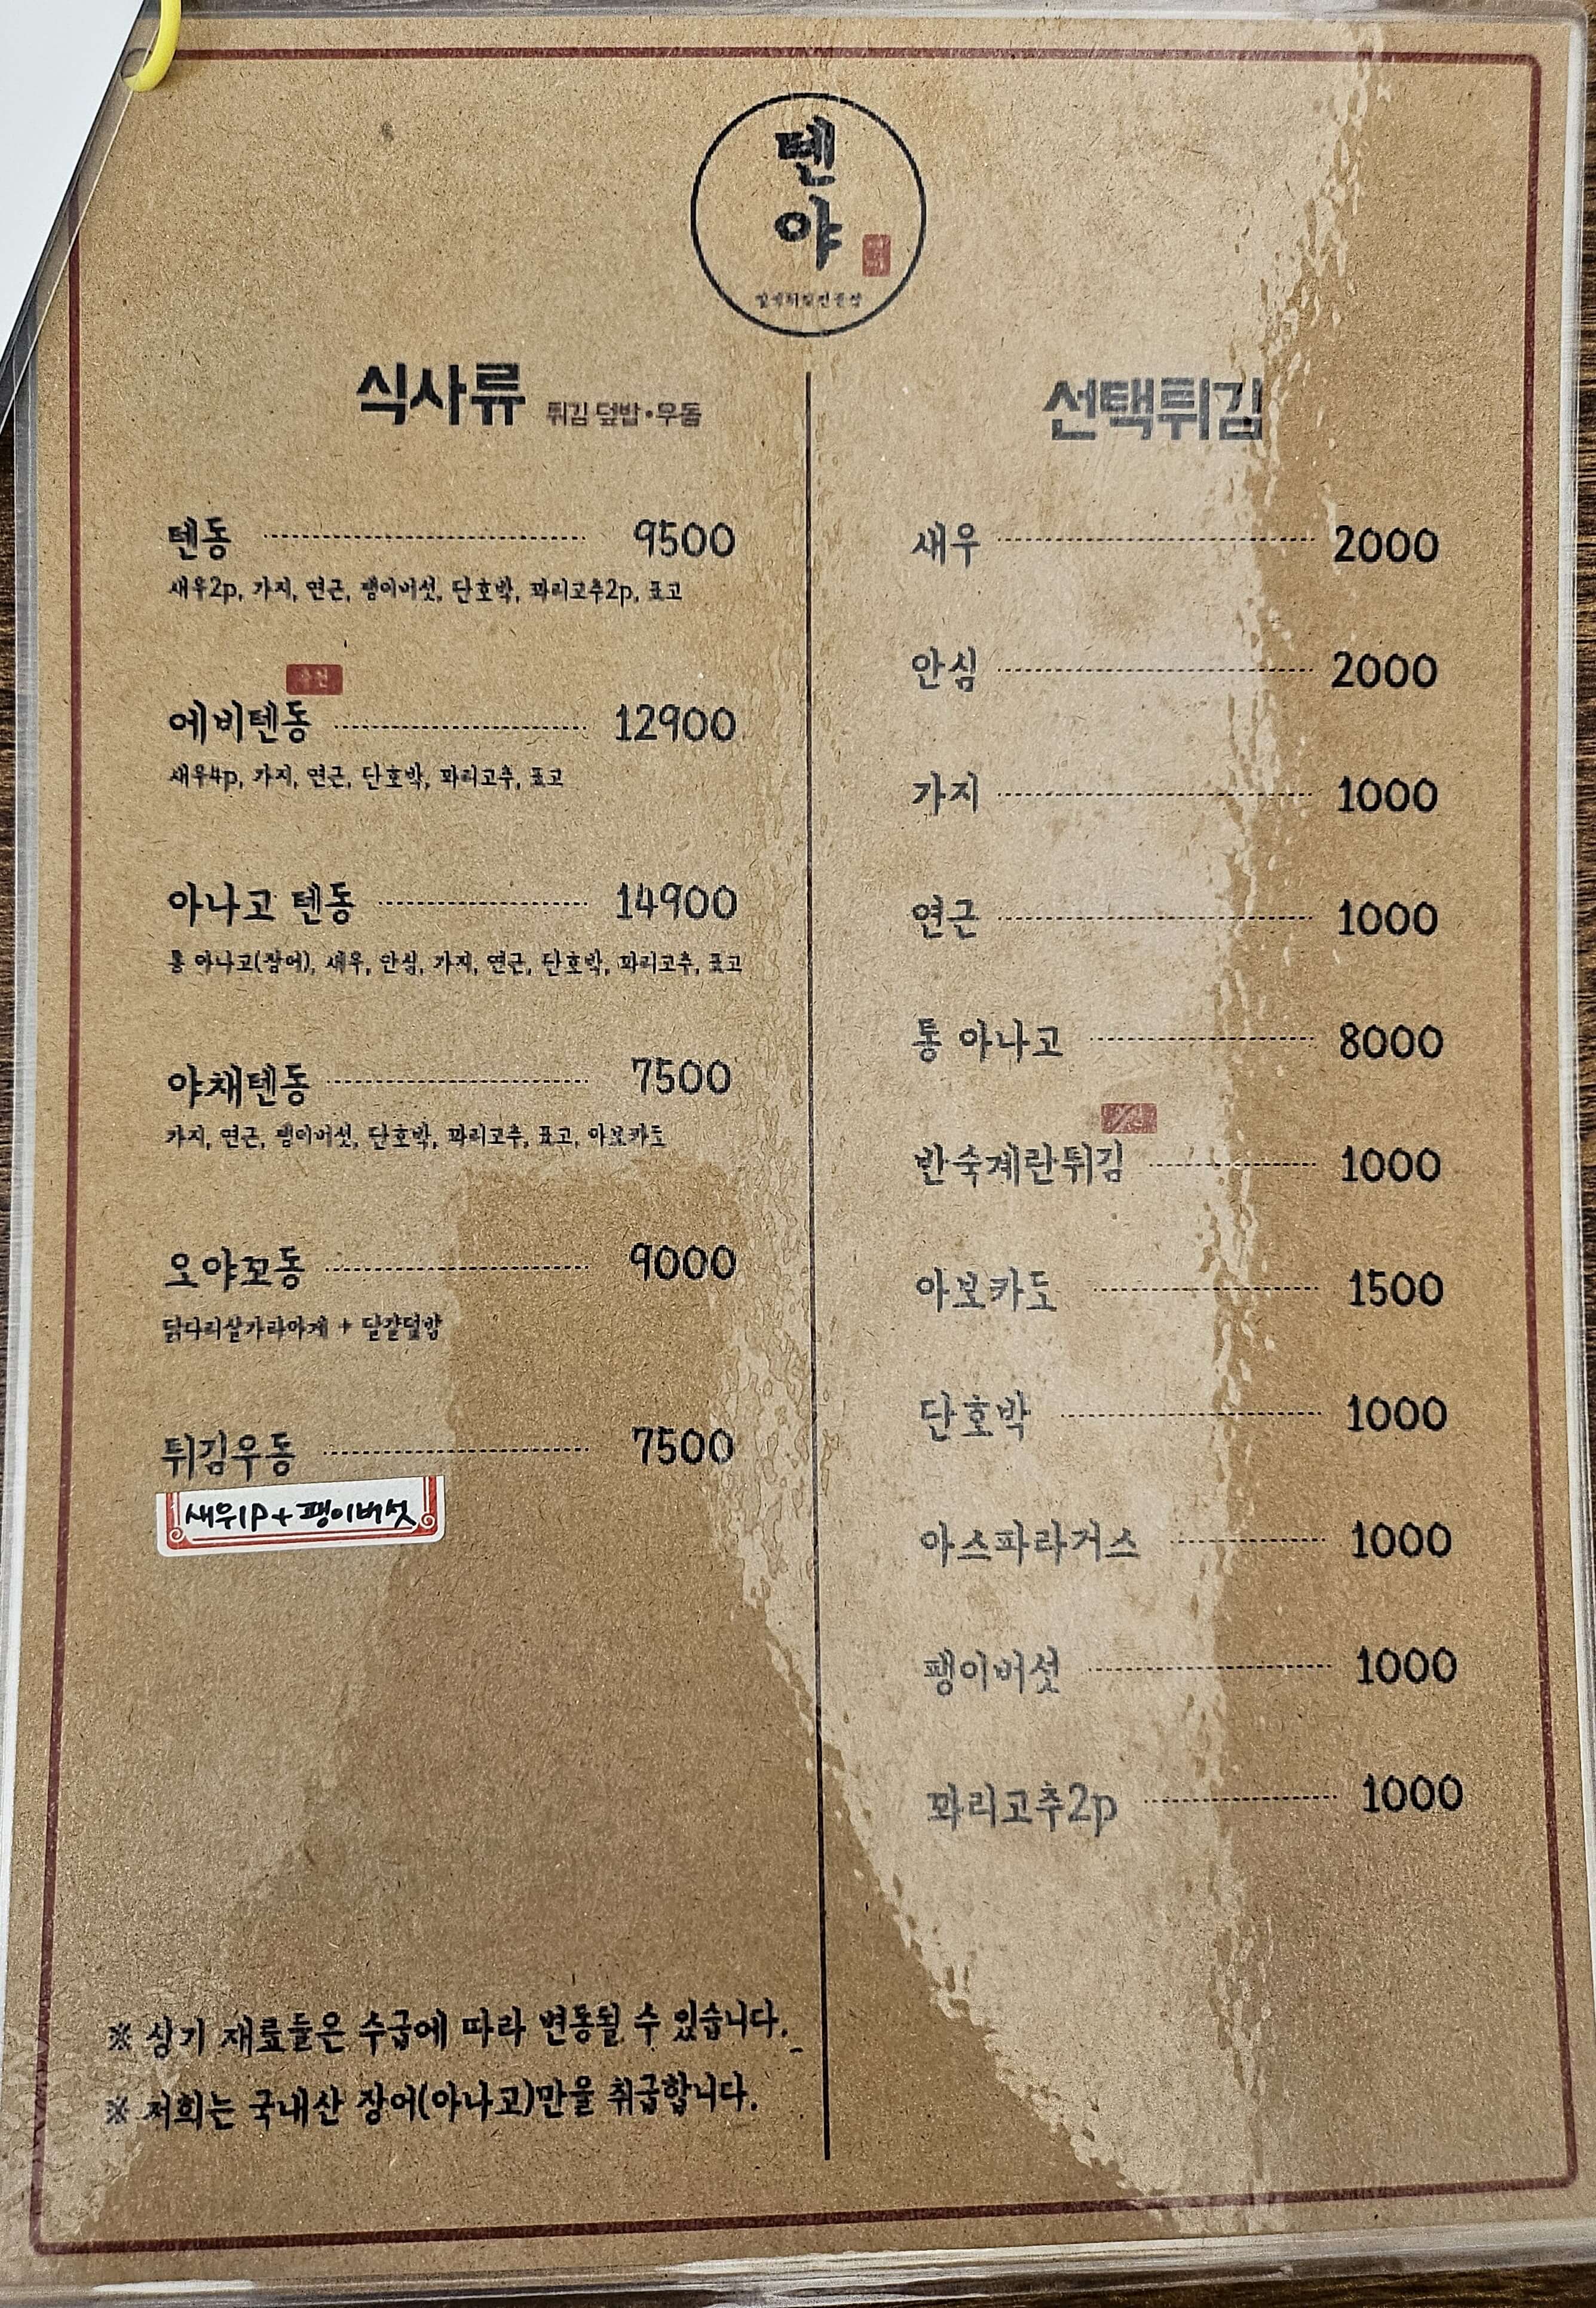 텐
야
식사류 튀김 덮밥·우동
텐동 9500
새우2p, 가지, 연근, 팽이버섯, 단호박, 꽈리고추2p, 표고
에비텐동 12900
새우4p, 가지, 연근, 단호박, 꽈리고추, 표고
아나고 텐동 14900
통 아나고(장어), 새우, 안심, 가지, 연근, 단호박, 꽈리고추, 표고
야채텐동 7500
가지, 연근, 팽이버섯, 단호박, 꽈리고추, 표고, 아보카도
오야꼬동 9000
닭다리살가라아게 + 달걀덮밥
튀김우동 7500
새우1P+팽이버섯
※ 상기 재료들은 수급에 따라 변동될 수 있습니다.
※ 저희는 국내산 장어(아나고)만을 취급합니다.
선택튀김
새우 2000
안심 2000
가지 1000
연근 1000
통 아나고 8000
반숙계란튀김 1000
아보카도 1500
단호박 1000
아스파라거스 1000
팽이버섯 1000
꽈리고추2p 1000